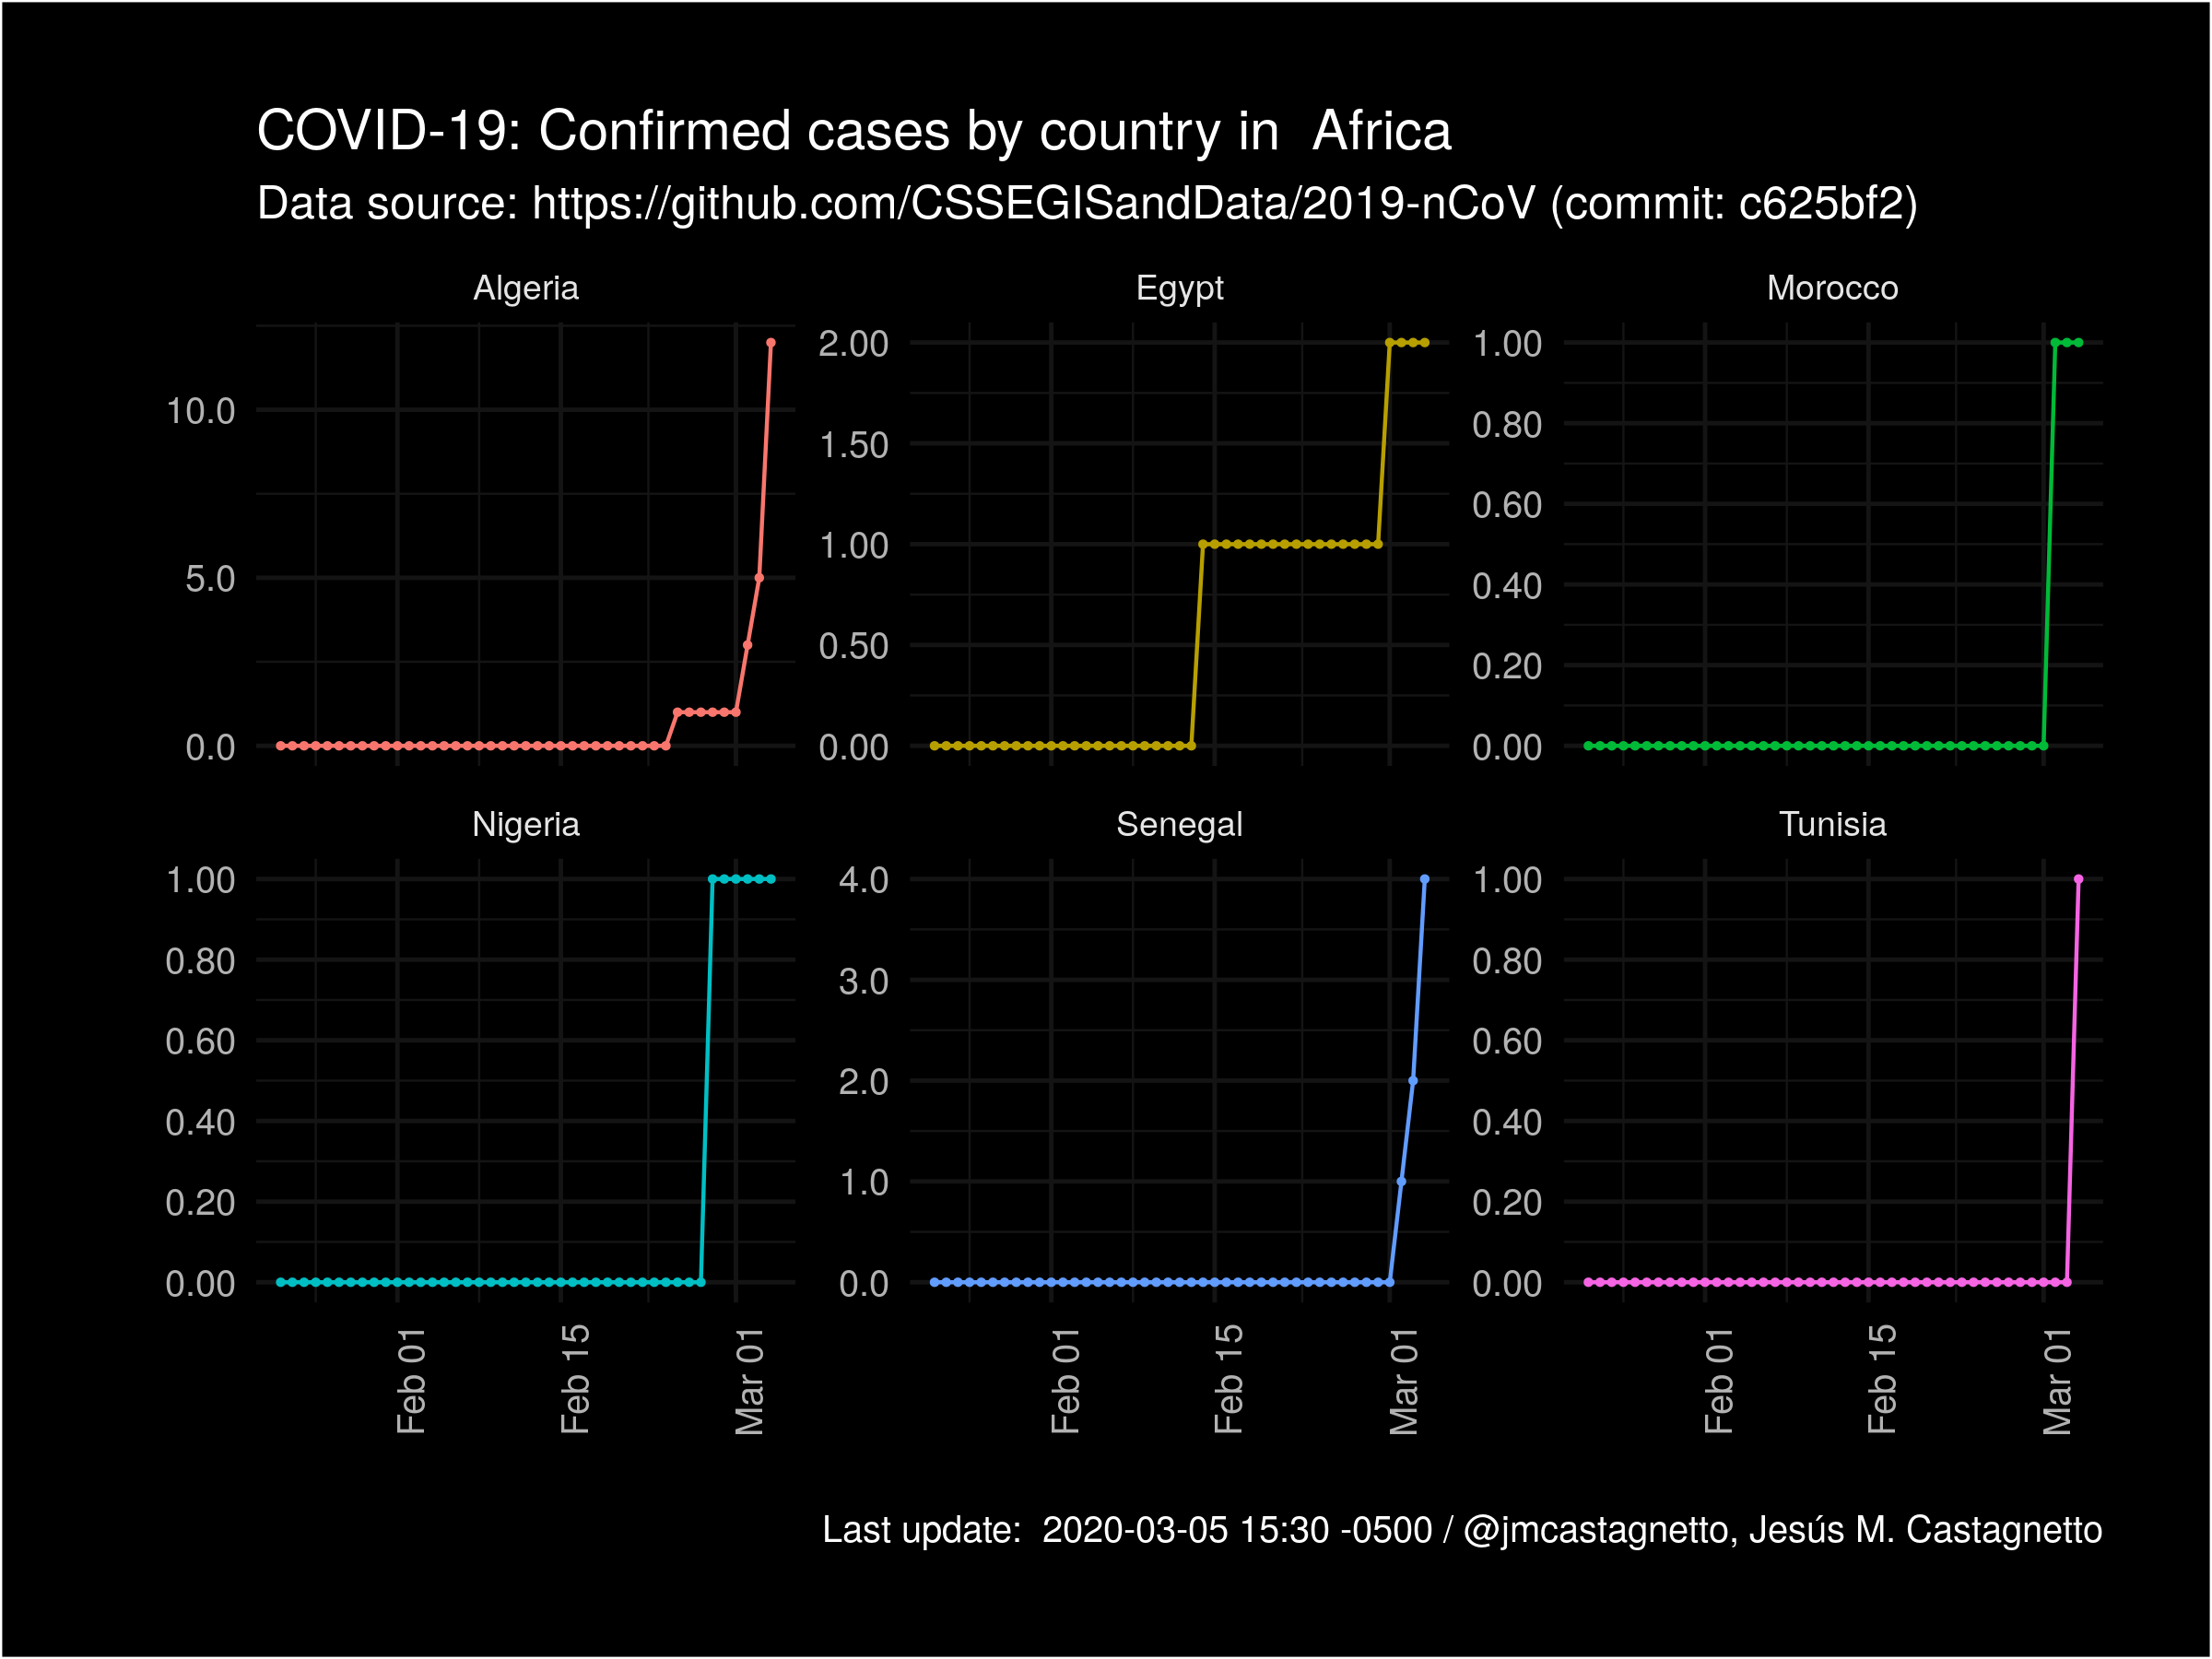 COVID-19: Confirmed cases by country in  Africa
Data source: https://github.com/CSSEGISandData/2019-nCoV (commit: c625bf2)
Algeria
10.0
5.0
0.0
Egypt
2.00
1.50
1.00
0.50
0.00
Morocco
1.00
0.80
0.60
0.40
0.20
0.00
Nigeria
1.00
0.80
0.60
0.40
0.20
0.00
Feb 01
Feb 15
Mar 01
Senegal
4.0
3.0
2.0
1.0
0.0
Feb 01
Feb 15
Mar 01
Tunisia
1.00
0.80
0.60
0.40
0.20
0.00
Feb 01
Feb 15
Mar 01
Last update:  2020-03-05 15:30 -0500 / @jmcastagnetto, Jesús M. Castagnetto